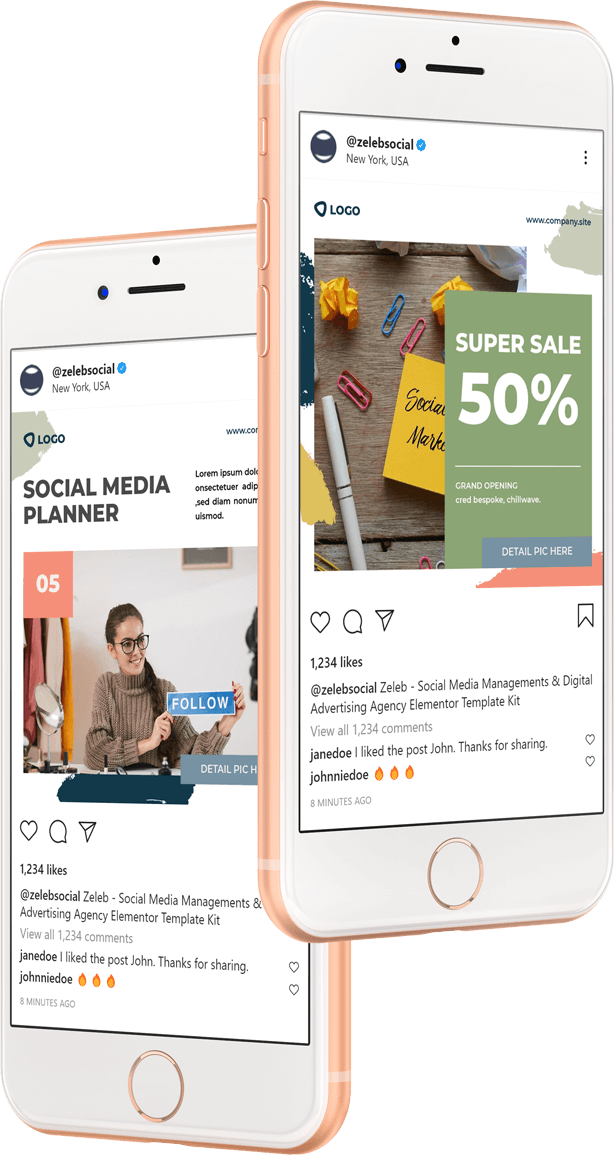 @zelebsocial
New York, USA
LOGO
www.company.site
SUPER SALE
50%
Social
GRAND OPENING
cred bespoke, chillwave.
DETAIL PIC HERE
1,234 likes
@zelebsocial Zeleb - Social Media Managements & Digital
Advertising Agency Elementor Template Kit
View all 1,234 comments
janedoe I liked the post John. Thanks for sharing.
johnniedoe 🔥 🔥 🔥
8 MINUTES AGO
@zelebsocial
New York, USA
LOGO
www.com
SOCIAL MEDIA
PLANNER
Lorem ipsum dolo
onsectetuer adip
,sed diam nonum
uismod.
05
FOLLOW
DETAIL PIC H
1,234 likes
@zelebsocial Zeleb - Social Media Managements &
Advertising Agency Elementor Template Kit
View all 1,234 comments
janedoe I liked the post John. Thanks for sharing.
johnniedoe 🔥 🔥 🔥
8 MINUTES AGO